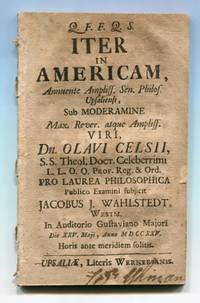 Q. F. F. Q. S.
ITER
IN
AMERICAM,
Annuente Ampliss. Sen. Philos.
Upsaliensi,
Sub MODERAMINE
Max. Rever. atque Ampliss.
VIRI,
Dn. OLAVI CELSII,
S. S. Theol. Doct. Celeberrimi
L. L. O. O. Prof. Reg. & Ord.
PRO LAUREA PHILOSOPHICA
Publico Examini subjicit
JACOBUS J. WAHLSTEDT,
In Auditorio Gustaviano Majori
Die XXV. Maji, Anno MDCCXXV.
Horis ante meridiem solitis.
UPSALIÆ, Literis WERNERIANIS.